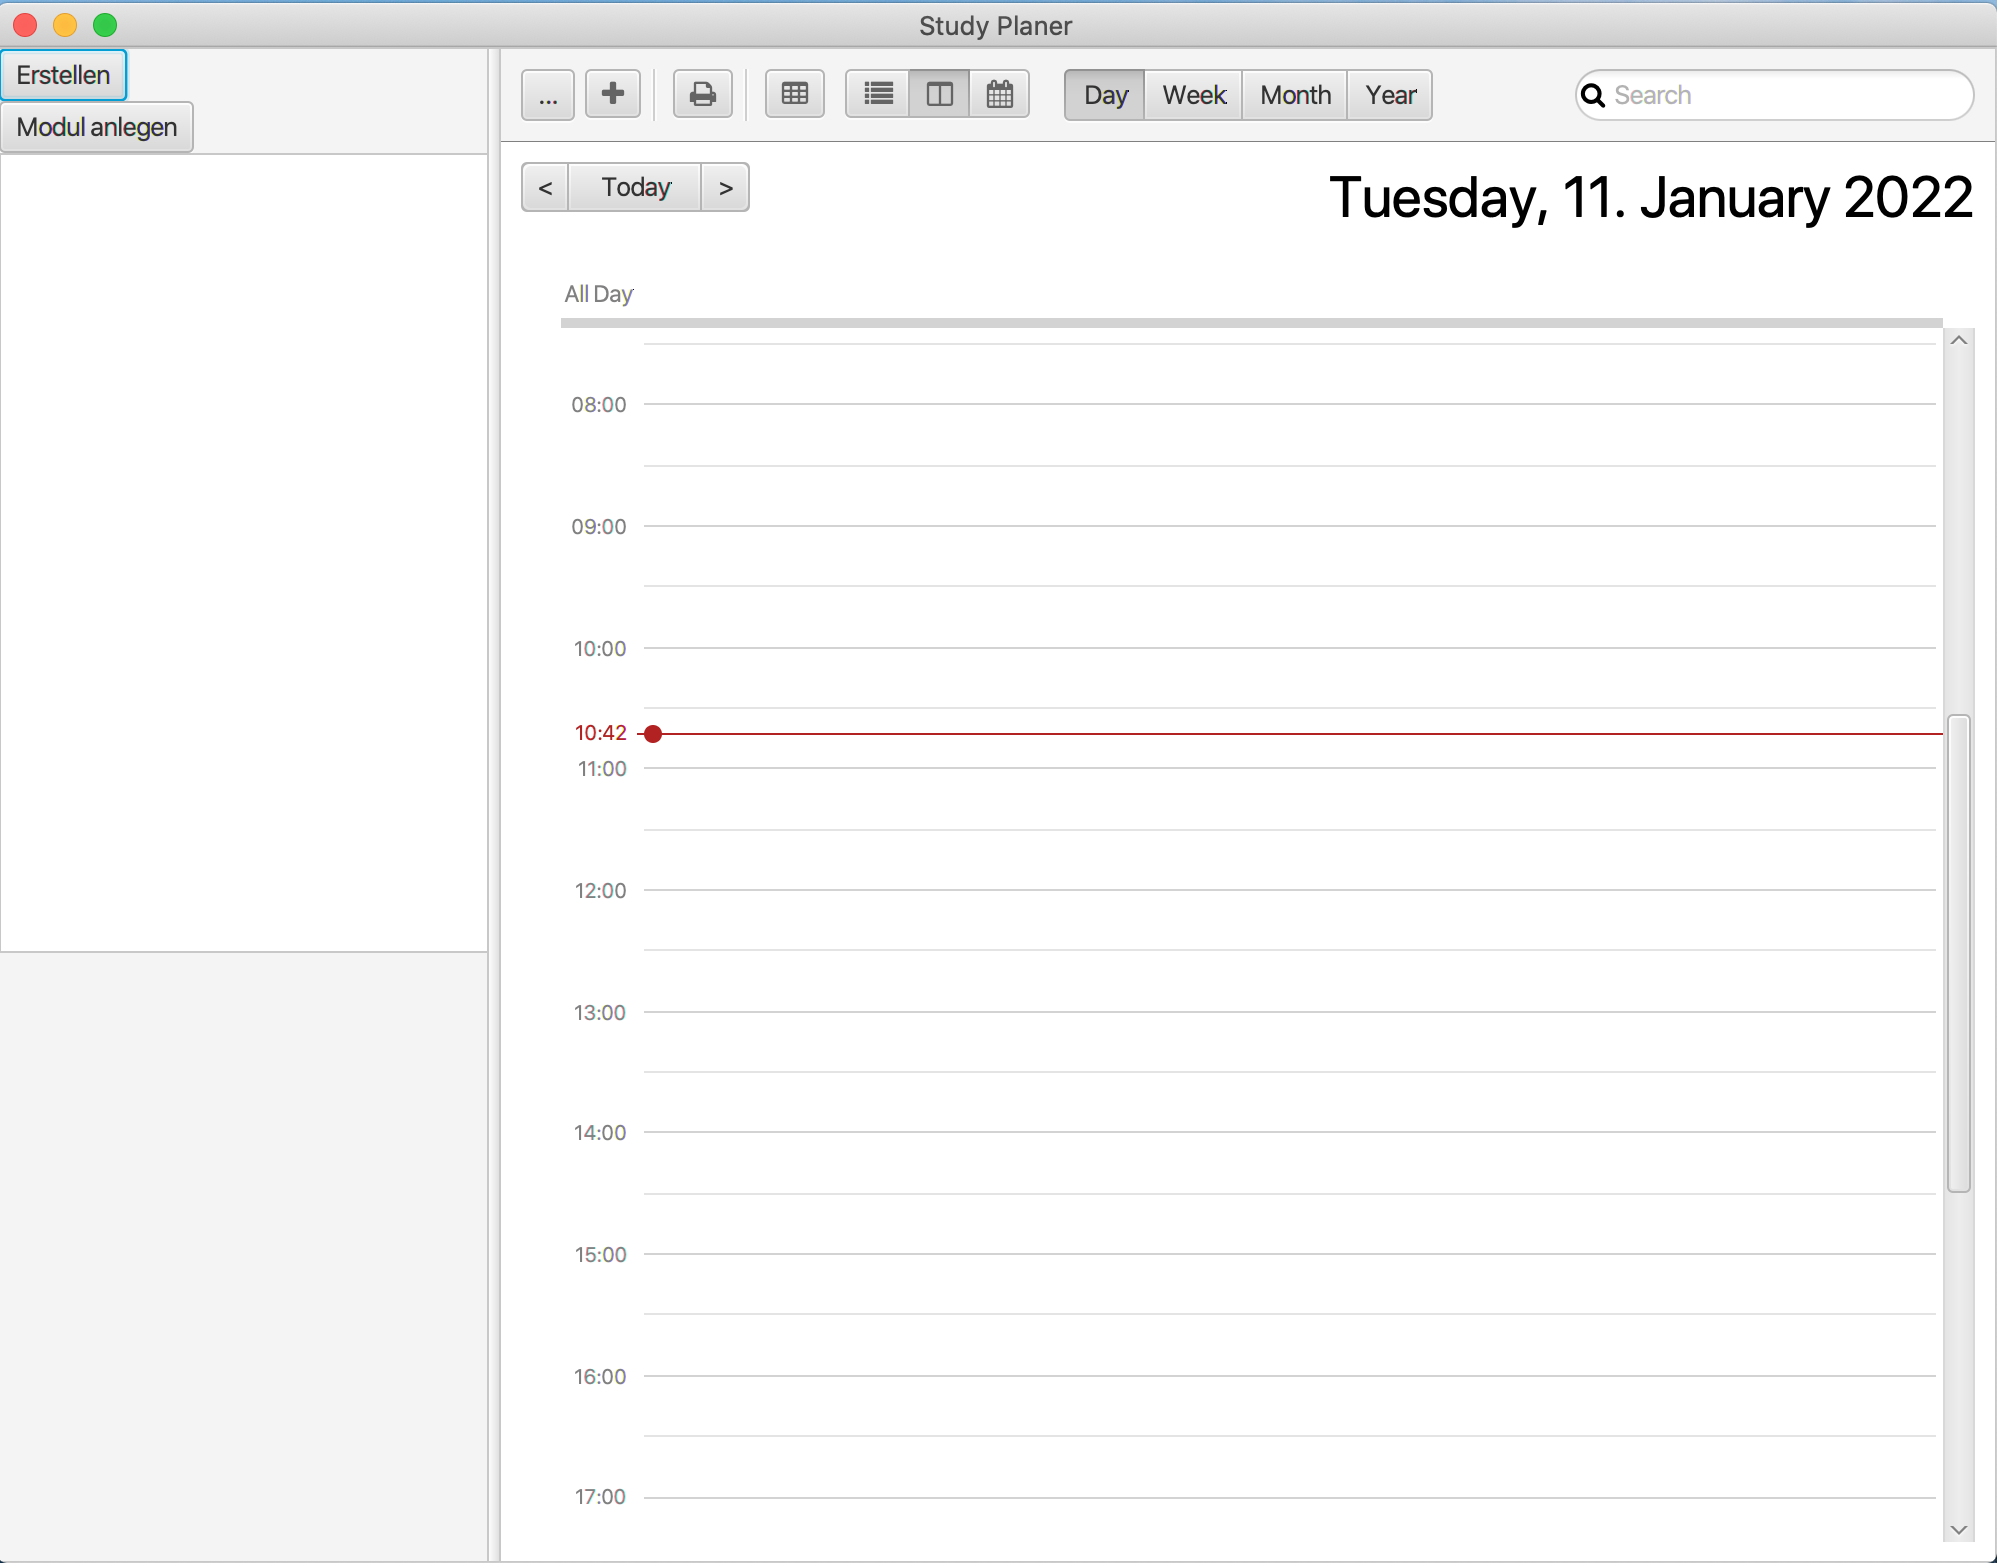 Study Planer
Erstellen
Modul anlegen
...
Day Week Month Year
Search
< Today >
Tuesday, 11. January 2022
All Day
08:00
09:00
10:00
10:42
11:00
12:00
13:00
14:00
15:00
16:00
17:00